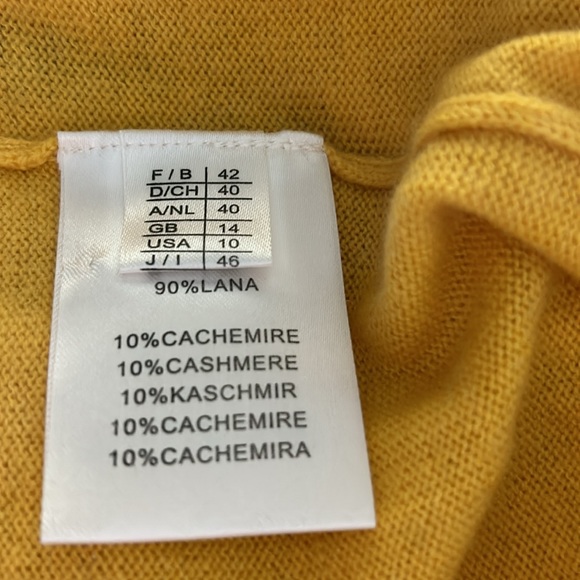 F / B 42
D/CH 40
A/NL 40
GB 14
USA 10
J / I 46
90%LANA
10%CACHEMIRE
10%CASHMERE
10%KASCHMIR
10%CACHEMIRE
10%CACHEMIRA